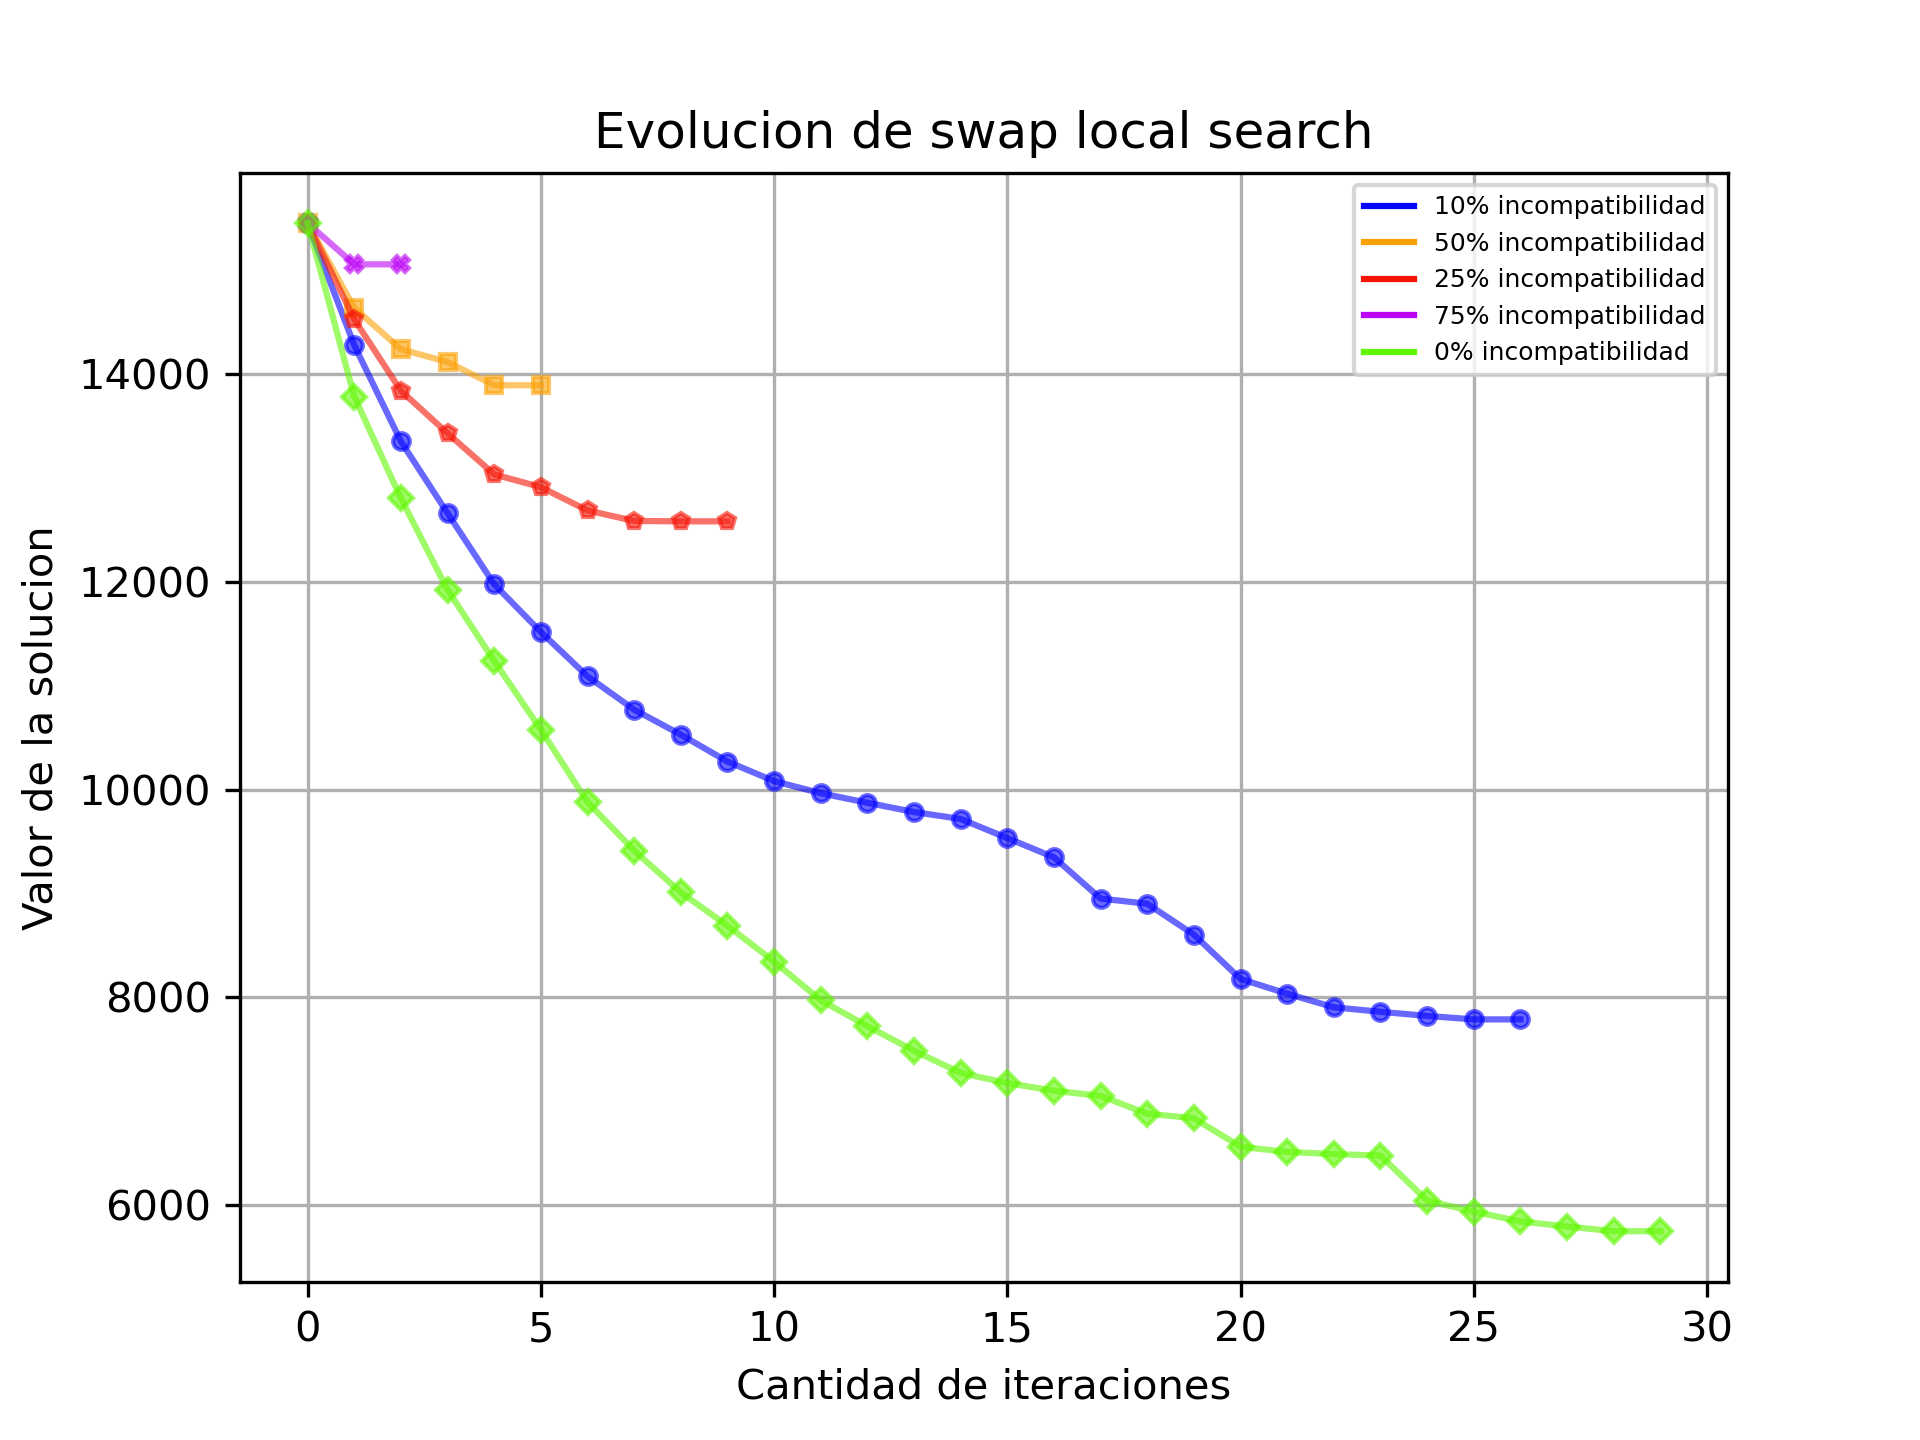 Evolucion de swap local search
10% incompatibilidad
50% incompatibilidad
25% incompatibilidad
75% incompatibilidad
0% incompatibilidad
Valor de la solucion
14000
12000
10000
8000
6000
0 5 10 15 20 25 30
Cantidad de iteraciones